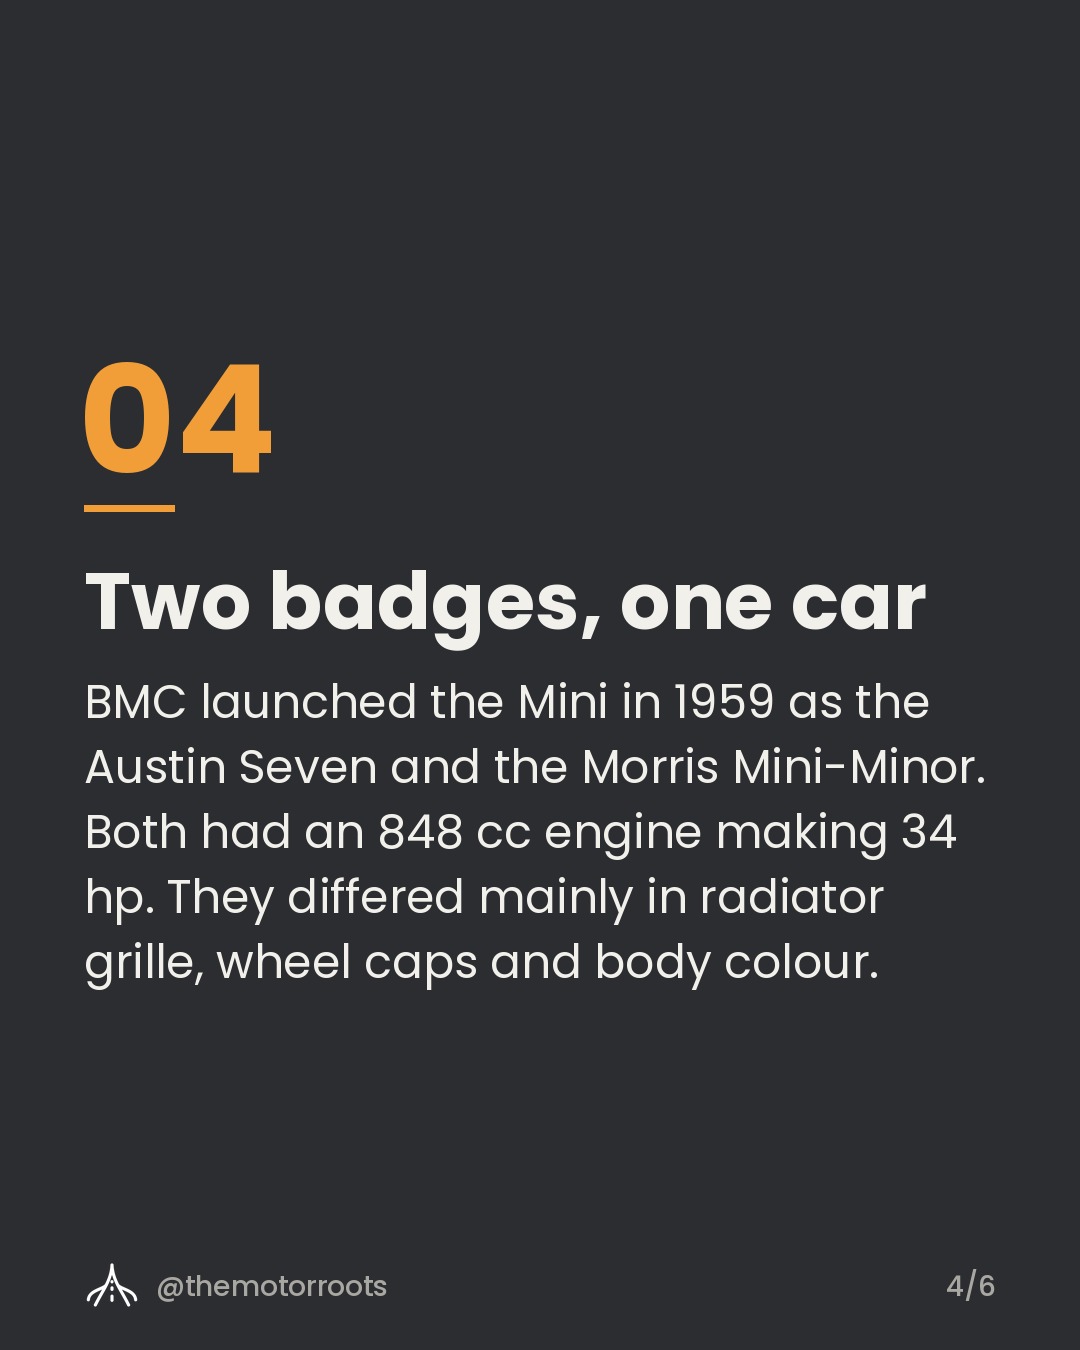 04
Two badges, one car
BMC launched the Mini in 1959 as the
Austin Seven and the Morris Mini-Minor.
Both had an 848 cc engine making 34
hp. They differed mainly in radiator
grille, wheel caps and body colour.
@themotorroots
4/6